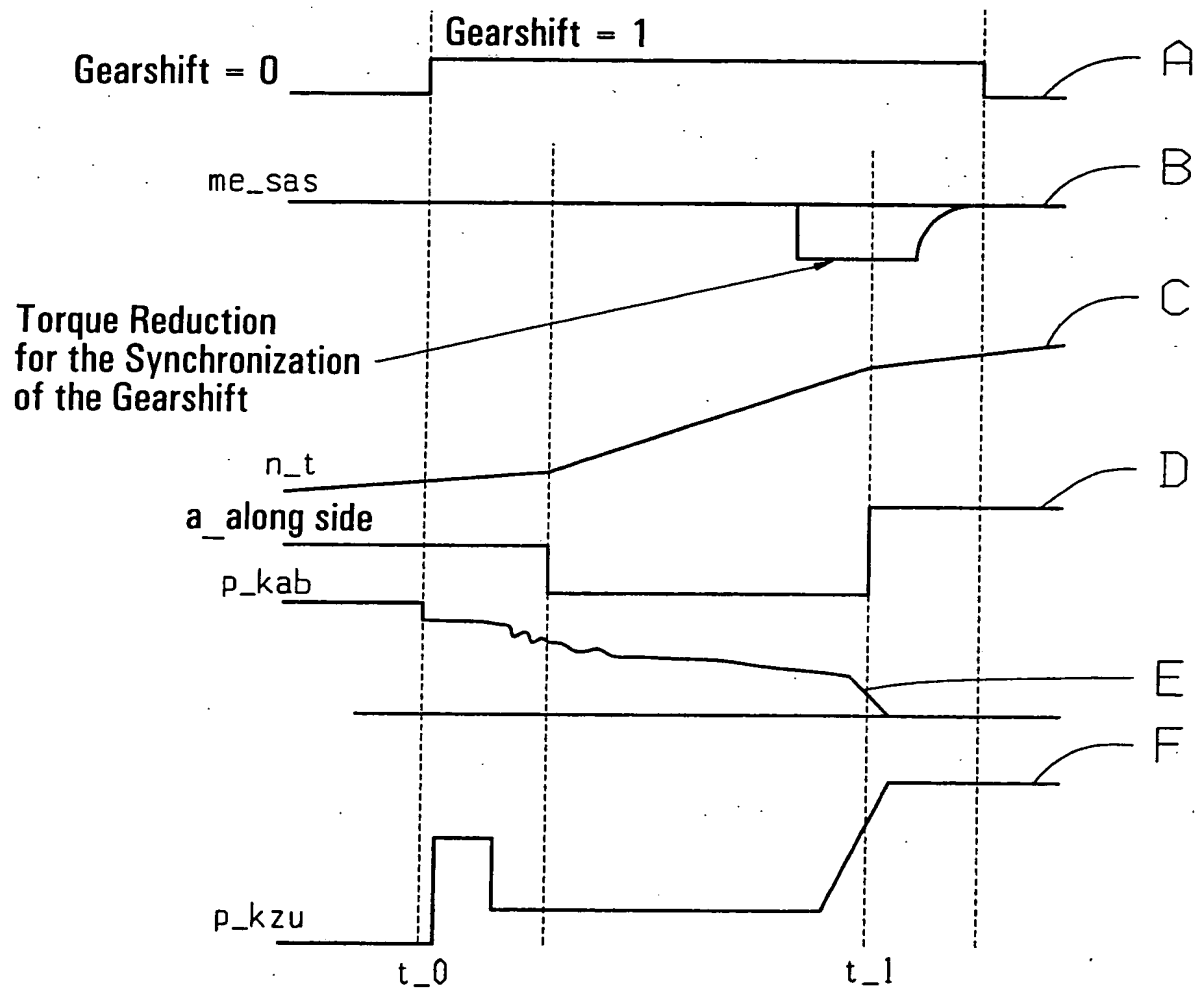 Gearshift = 1
Gearshift = 0
A
me_sas
B
C
Torque Reduction
for the Synchronization
of the Gearshift
n_t
D
a_along side
p_kab
E
F
p_kzu
t_0
t_1